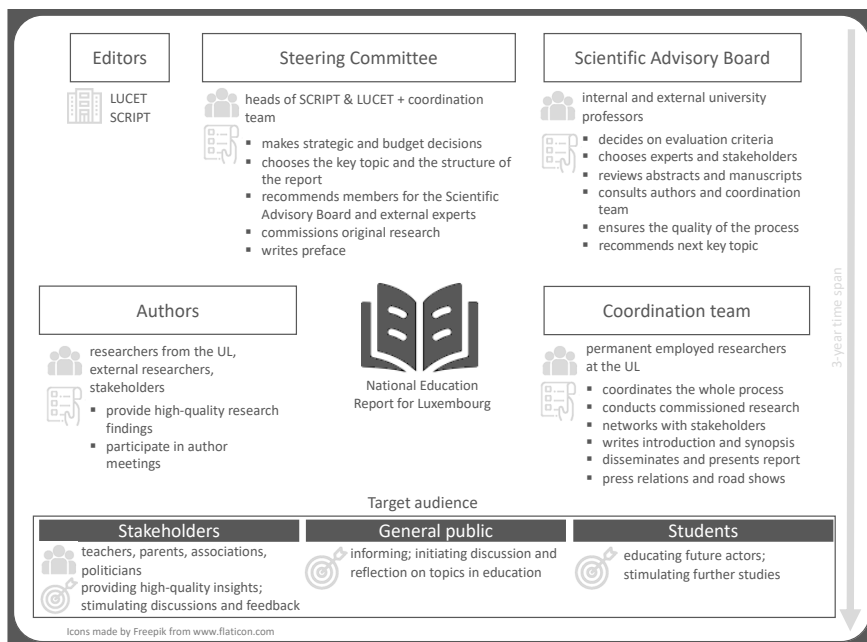 Editors
LUCET
SCRIPT
Steering Committee
heads of SCRIPT & LUCET + coordination
team
▪ makes strategic and budget decisions
▪ chooses the key topic and the structure of
the report
▪ recommends members for the Scientific
Advisory Board and external experts
▪ commissions original research
▪ writes preface
Scientific Advisory Board
internal and external university
professors
▪ decides on evaluation criteria
▪ chooses experts and stakeholders
▪ reviews abstracts and manuscripts
▪ consults authors and coordination
team
▪ ensures the quality of the process
▪ recommends next key topic
3-year time span
Authors
researchers from the UL,
external researchers,
stakeholders
▪ provide high-quality research
findings
▪ participate in author
meetings
National Education
Report for Luxembourg
Coordination team
permanent employed researchers
at the UL
▪ coordinates the whole process
▪ conducts commissioned research
▪ networks with stakeholders
▪ writes introduction and synopsis
▪ disseminates and presents report
▪ press relations and road shows
Target audience
Stakeholders
teachers, parents, associations,
politicians
providing high-quality insights;
stimulating discussions and feedback
General public
informing; initiating discussion and
reflection on topics in education
Students
educating future actors;
stimulating further studies
Icons made by Freepik from www.flaticon.com